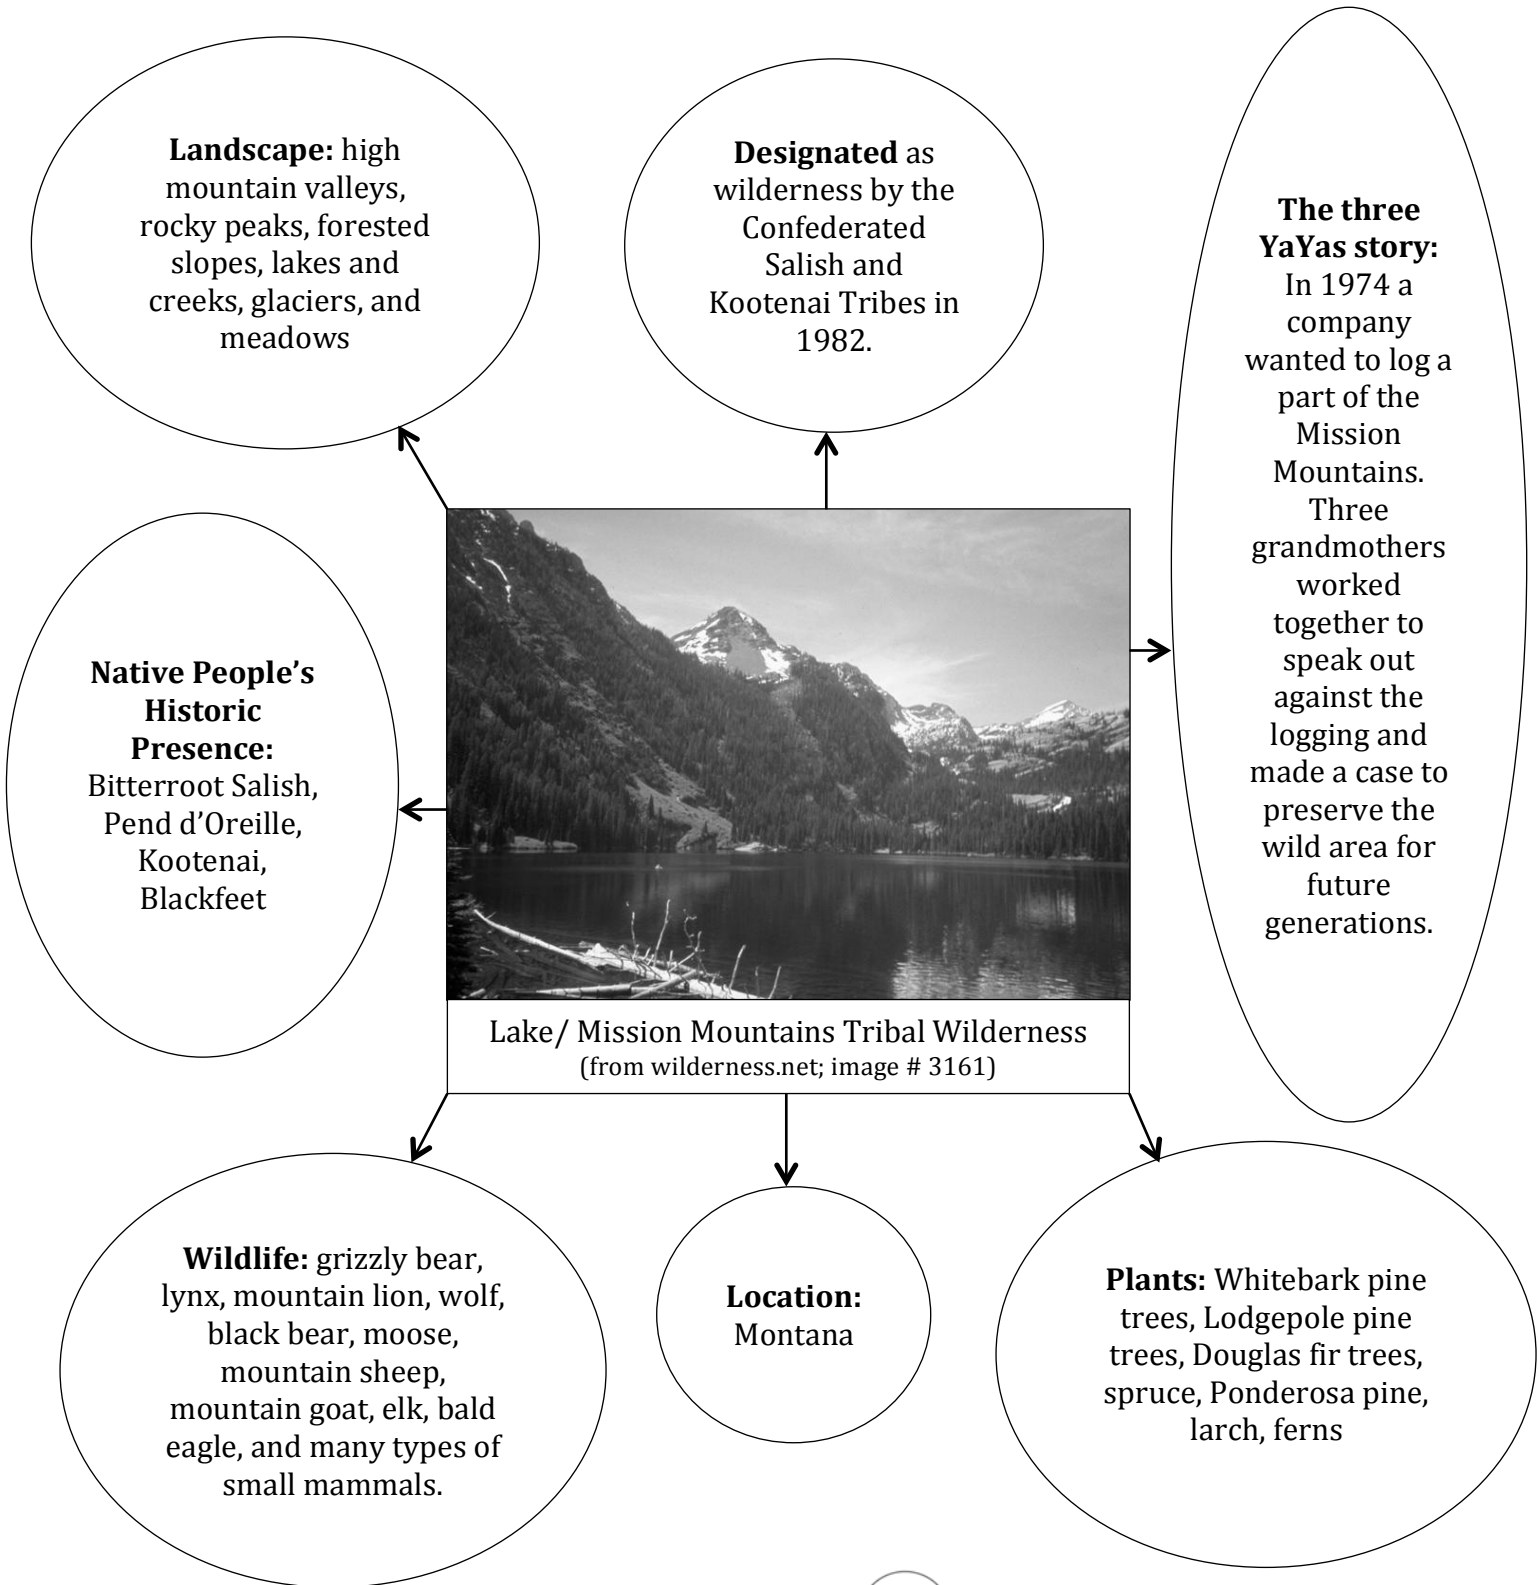 Landscape: high
mountain valleys,
rocky peaks, forested
slopes, lakes and
creeks, glaciers, and
meadows
Designated as
wilderness by the
Confederated
Salish and
Kootenai Tribes in
1982.
The three
YaYas story:
In 1974 a
company
wanted to log a
part of the
Mission
Mountains.
Three
grandmothers
worked
together to
speak out
against the
logging and
made a case to
preserve the
wild area for
future
generations.
Native People’s
Historic
Presence:
Bitterroot Salish,
Pend d’Oreille,
Kootenai,
Blackfeet
Lake/ Mission Mountains Tribal Wilderness
(from wilderness.net; image # 3161)
Wildlife: grizzly bear,
lynx, mountain lion, wolf,
black bear, moose,
mountain sheep,
mountain goat, elk, bald
eagle, and many types of
small mammals.
Location:
Montana
Plants: Whitebark pine
trees, Lodgepole pine
trees, Douglas fir trees,
spruce, Ponderosa pine,
larch, ferns